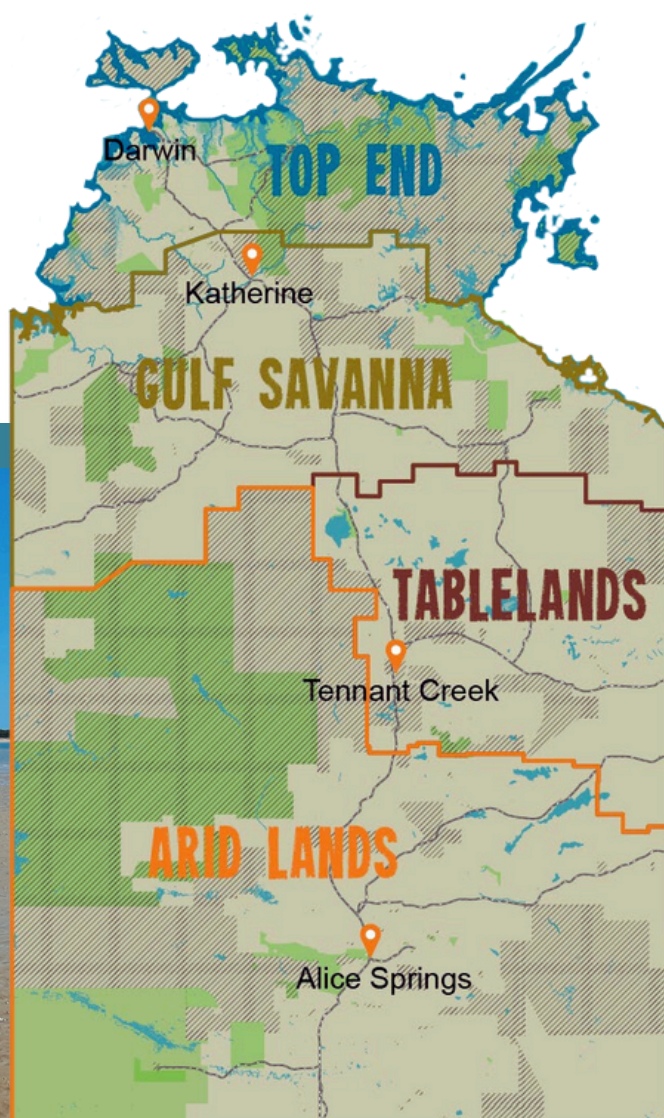 Darwin
TOP END
Katherine
GULF SAVANNA
TABLELANDS
Tennant Creek
ARID LANDS
Alice Springs